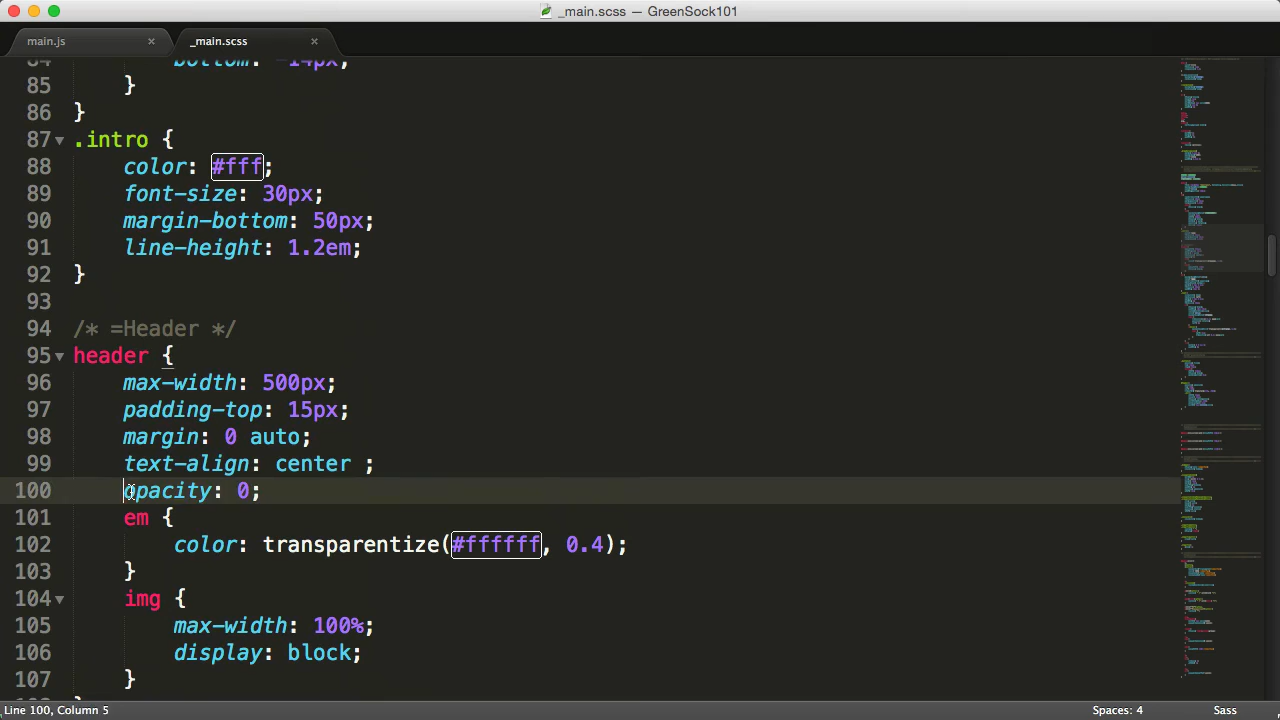 _main.scss — GreenSock101
main.js × _main.scss ×
84 bottom: -14px;
85 }
86 }
87 .intro {
88 color: #fff;
89 font-size: 30px;
90 margin-bottom: 50px;
91 line-height: 1.2em;
92 }
93
94 /* =Header */
95 header {
96 max-width: 500px;
97 padding-top: 15px;
98 margin: 0 auto;
99 text-align: center ;
100 opacity: 0;
101 em {
102 color: transparentize(#ffffff, 0.4);
103 }
104 img {
105 max-width: 100%;
106 display: block;
107 }
Line 100, Column 5 Spaces: 4 Sass